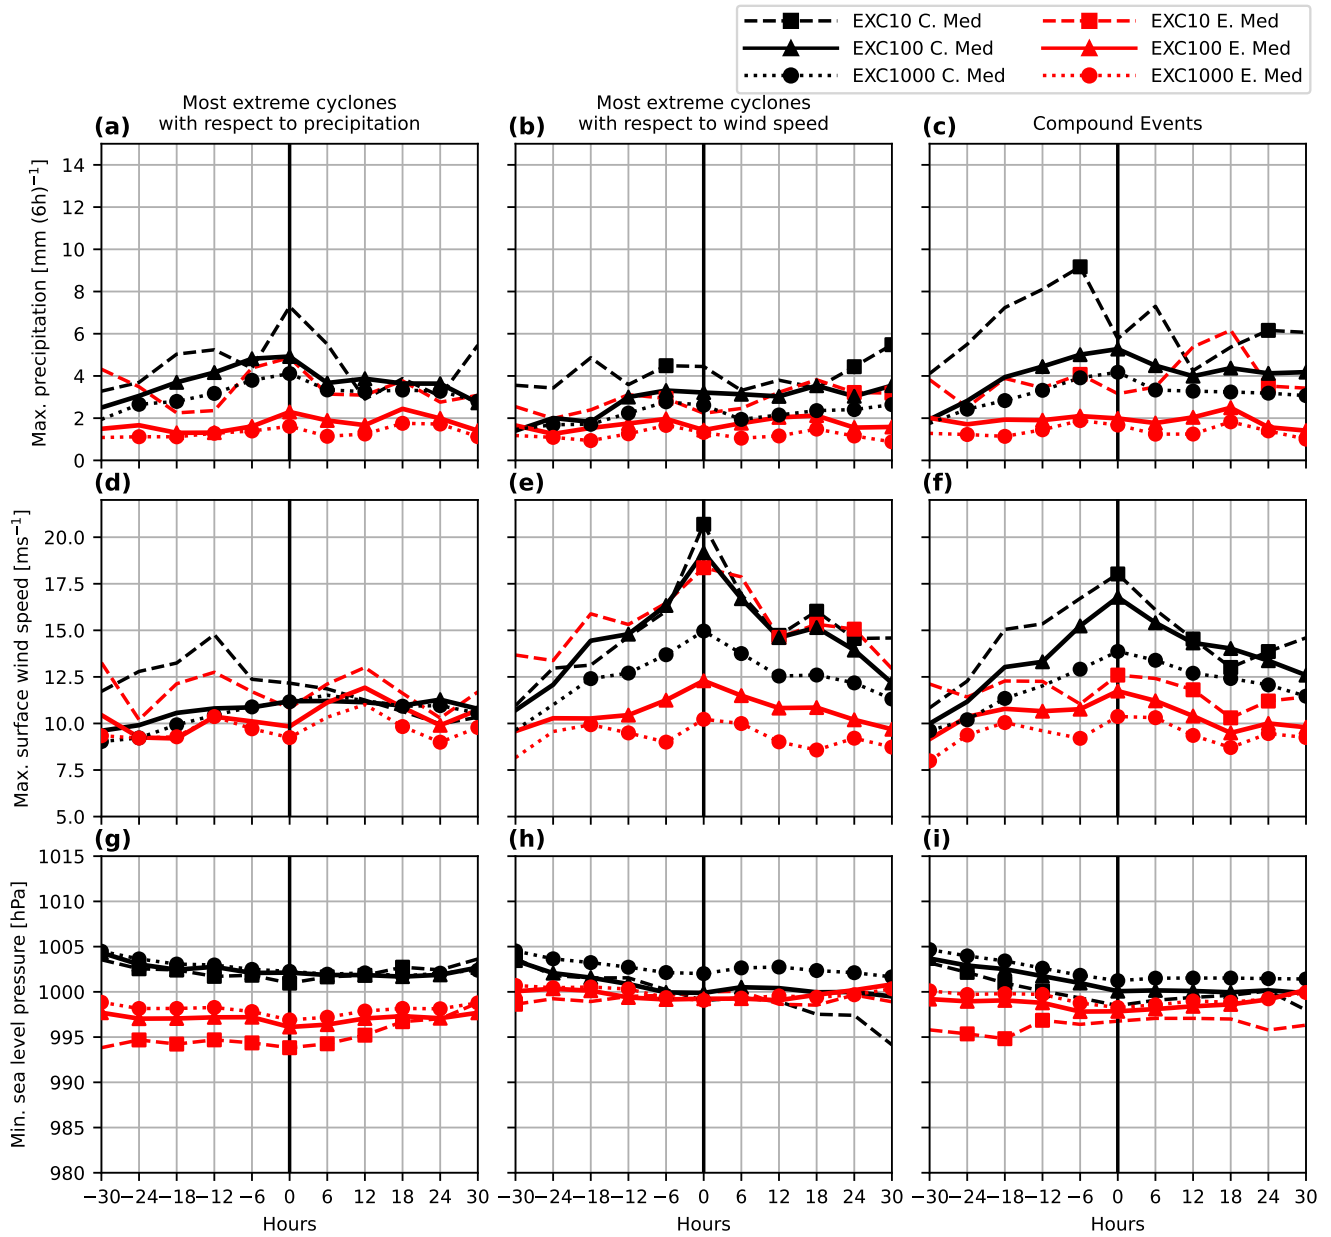 EXC10 C. Med
EXC100 C. Med
EXC1000 C. Med
EXC10 E. Med
EXC100 E. Med
EXC1000 E. Med
Most extreme cyclones
with respect to precipitation
Most extreme cyclones
with respect to wind speed
Compound Events
(a)
(b)
(c)
Max. precipitation [mm (6h)⁻¹]
14
12
10
8
6
4
2
0
(d)
(e)
(f)
Max. surface wind speed [ms⁻¹]
20.0
17.5
15.0
12.5
10.0
7.5
5.0
(g)
(h)
(i)
Min. sea level pressure [hPa]
1015
1010
1005
1000
995
990
985
980
−30 −24 −18 −12 −6 0 6 12 18 24 30
−30 −24 −18 −12 −6 0 6 12 18 24 30
−30 −24 −18 −12 −6 0 6 12 18 24 30
Hours
Hours
Hours